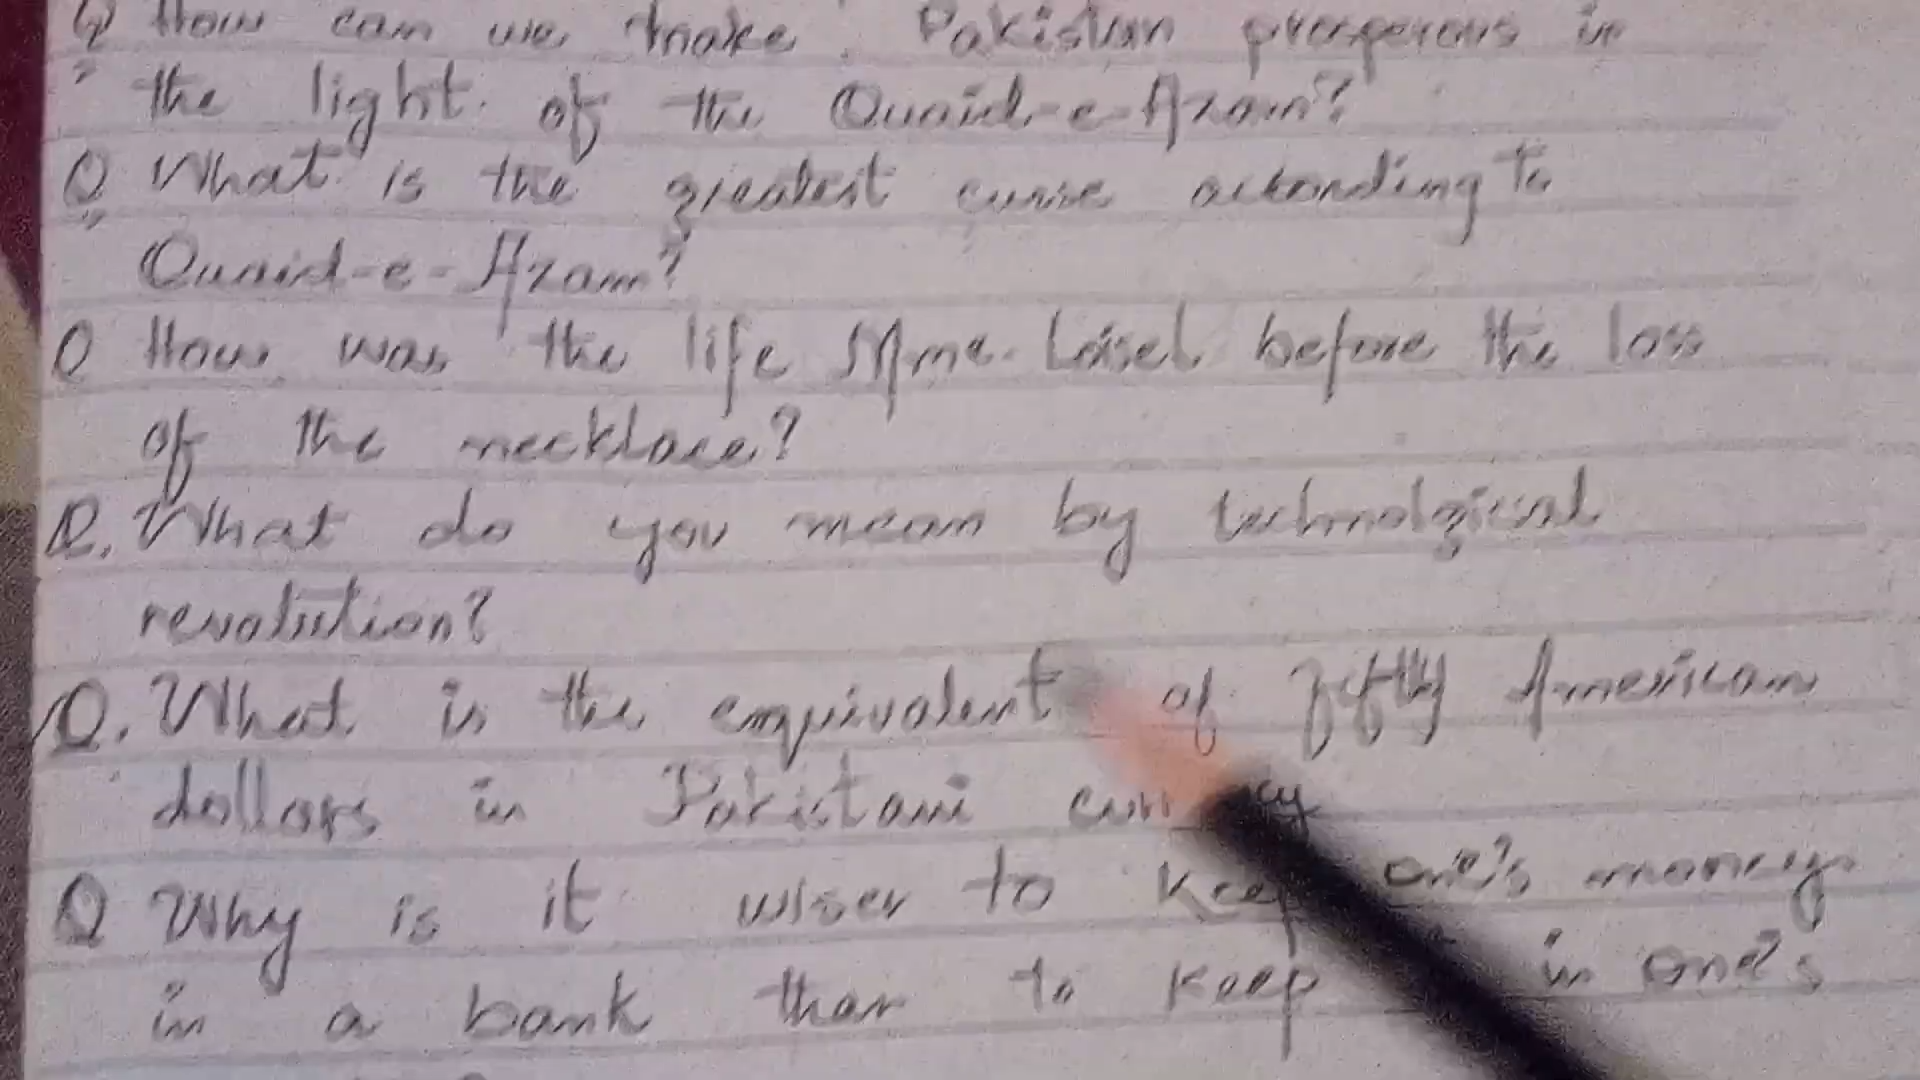 Q How can we make Pakistan prosperous in
the light of the Quaid-e-Azam?
Q What is the greatest curse according to
Quaid-e-Azam?
Q How was the life Mme. Loisel before the loss
of the necklace?
Q. What do you mean by technolgical
revolution?
Q. What is the equivalent of fifty American
dollars in Pakistani
Q Why is it wiser to keep one's money
in a bank than to keep in one's